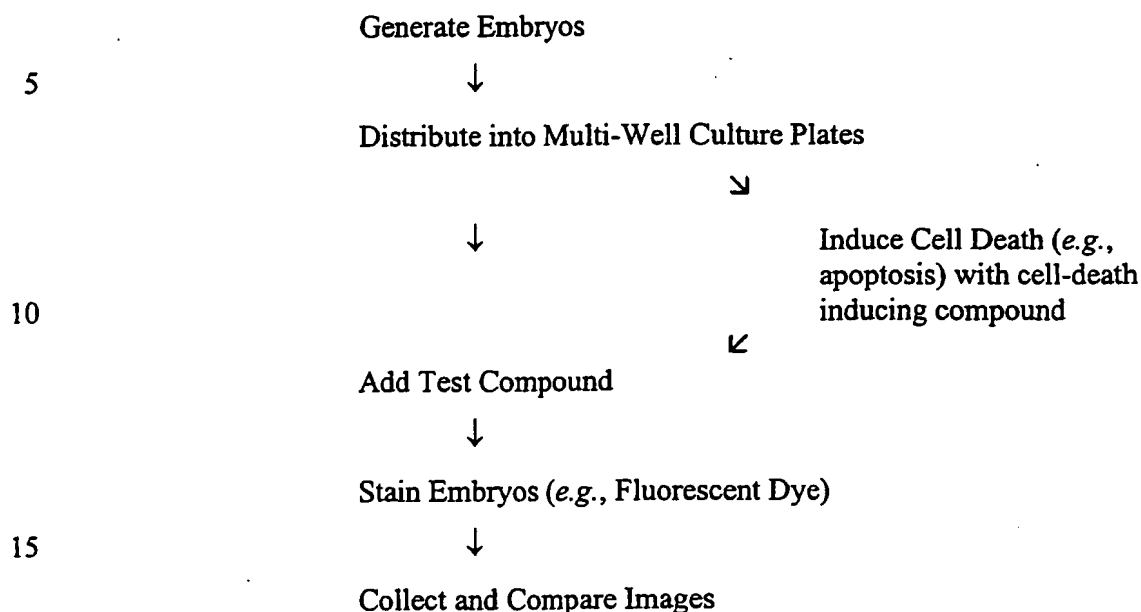 Generate Embryos
5 ↓
Distribute into Multi-Well Culture Plates
↘
↓ Induce Cell Death (e.g.,
apoptosis) with cell-death
10 inducing compound
↙
Add Test Compound
↓
Stain Embryos (e.g., Fluorescent Dye)
15 ↓
Collect and Compare Images